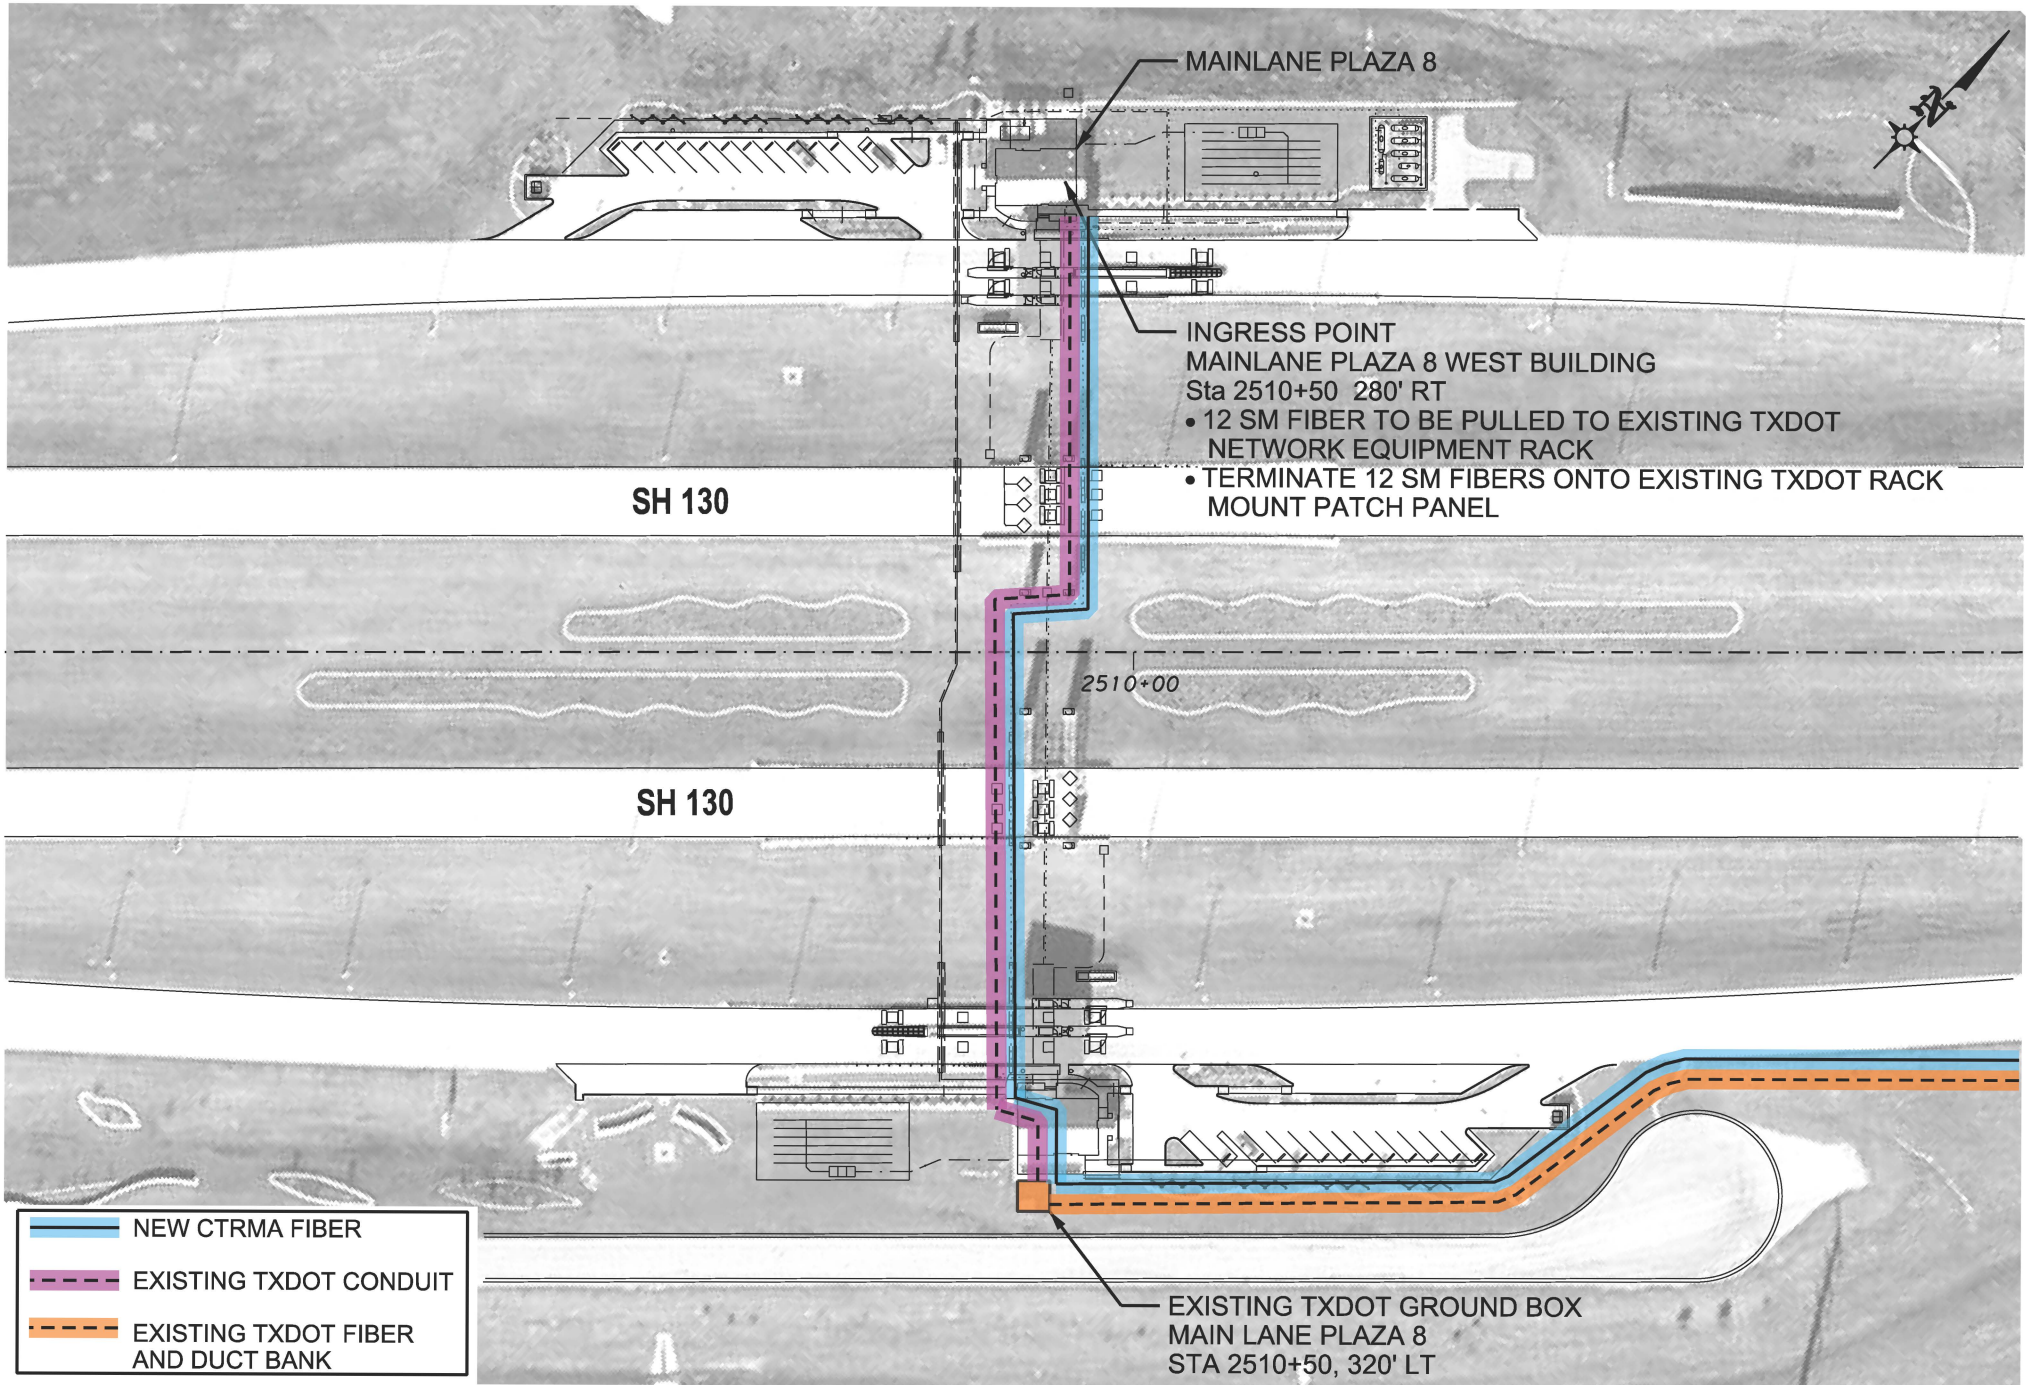 MAINLANE PLAZA 8
N
INGRESS POINT
MAINLANE PLAZA 8 WEST BUILDING
Sta 2510+50 280' RT
• 12 SM FIBER TO BE PULLED TO EXISTING TXDOT
NETWORK EQUIPMENT RACK
• TERMINATE 12 SM FIBERS ONTO EXISTING TXDOT RACK
MOUNT PATCH PANEL
SH 130
2510+00
SH 130
NEW CTRMA FIBER
EXISTING TXDOT CONDUIT
EXISTING TXDOT FIBER
AND DUCT BANK
EXISTING TXDOT GROUND BOX
MAIN LANE PLAZA 8
STA 2510+50, 320' LT